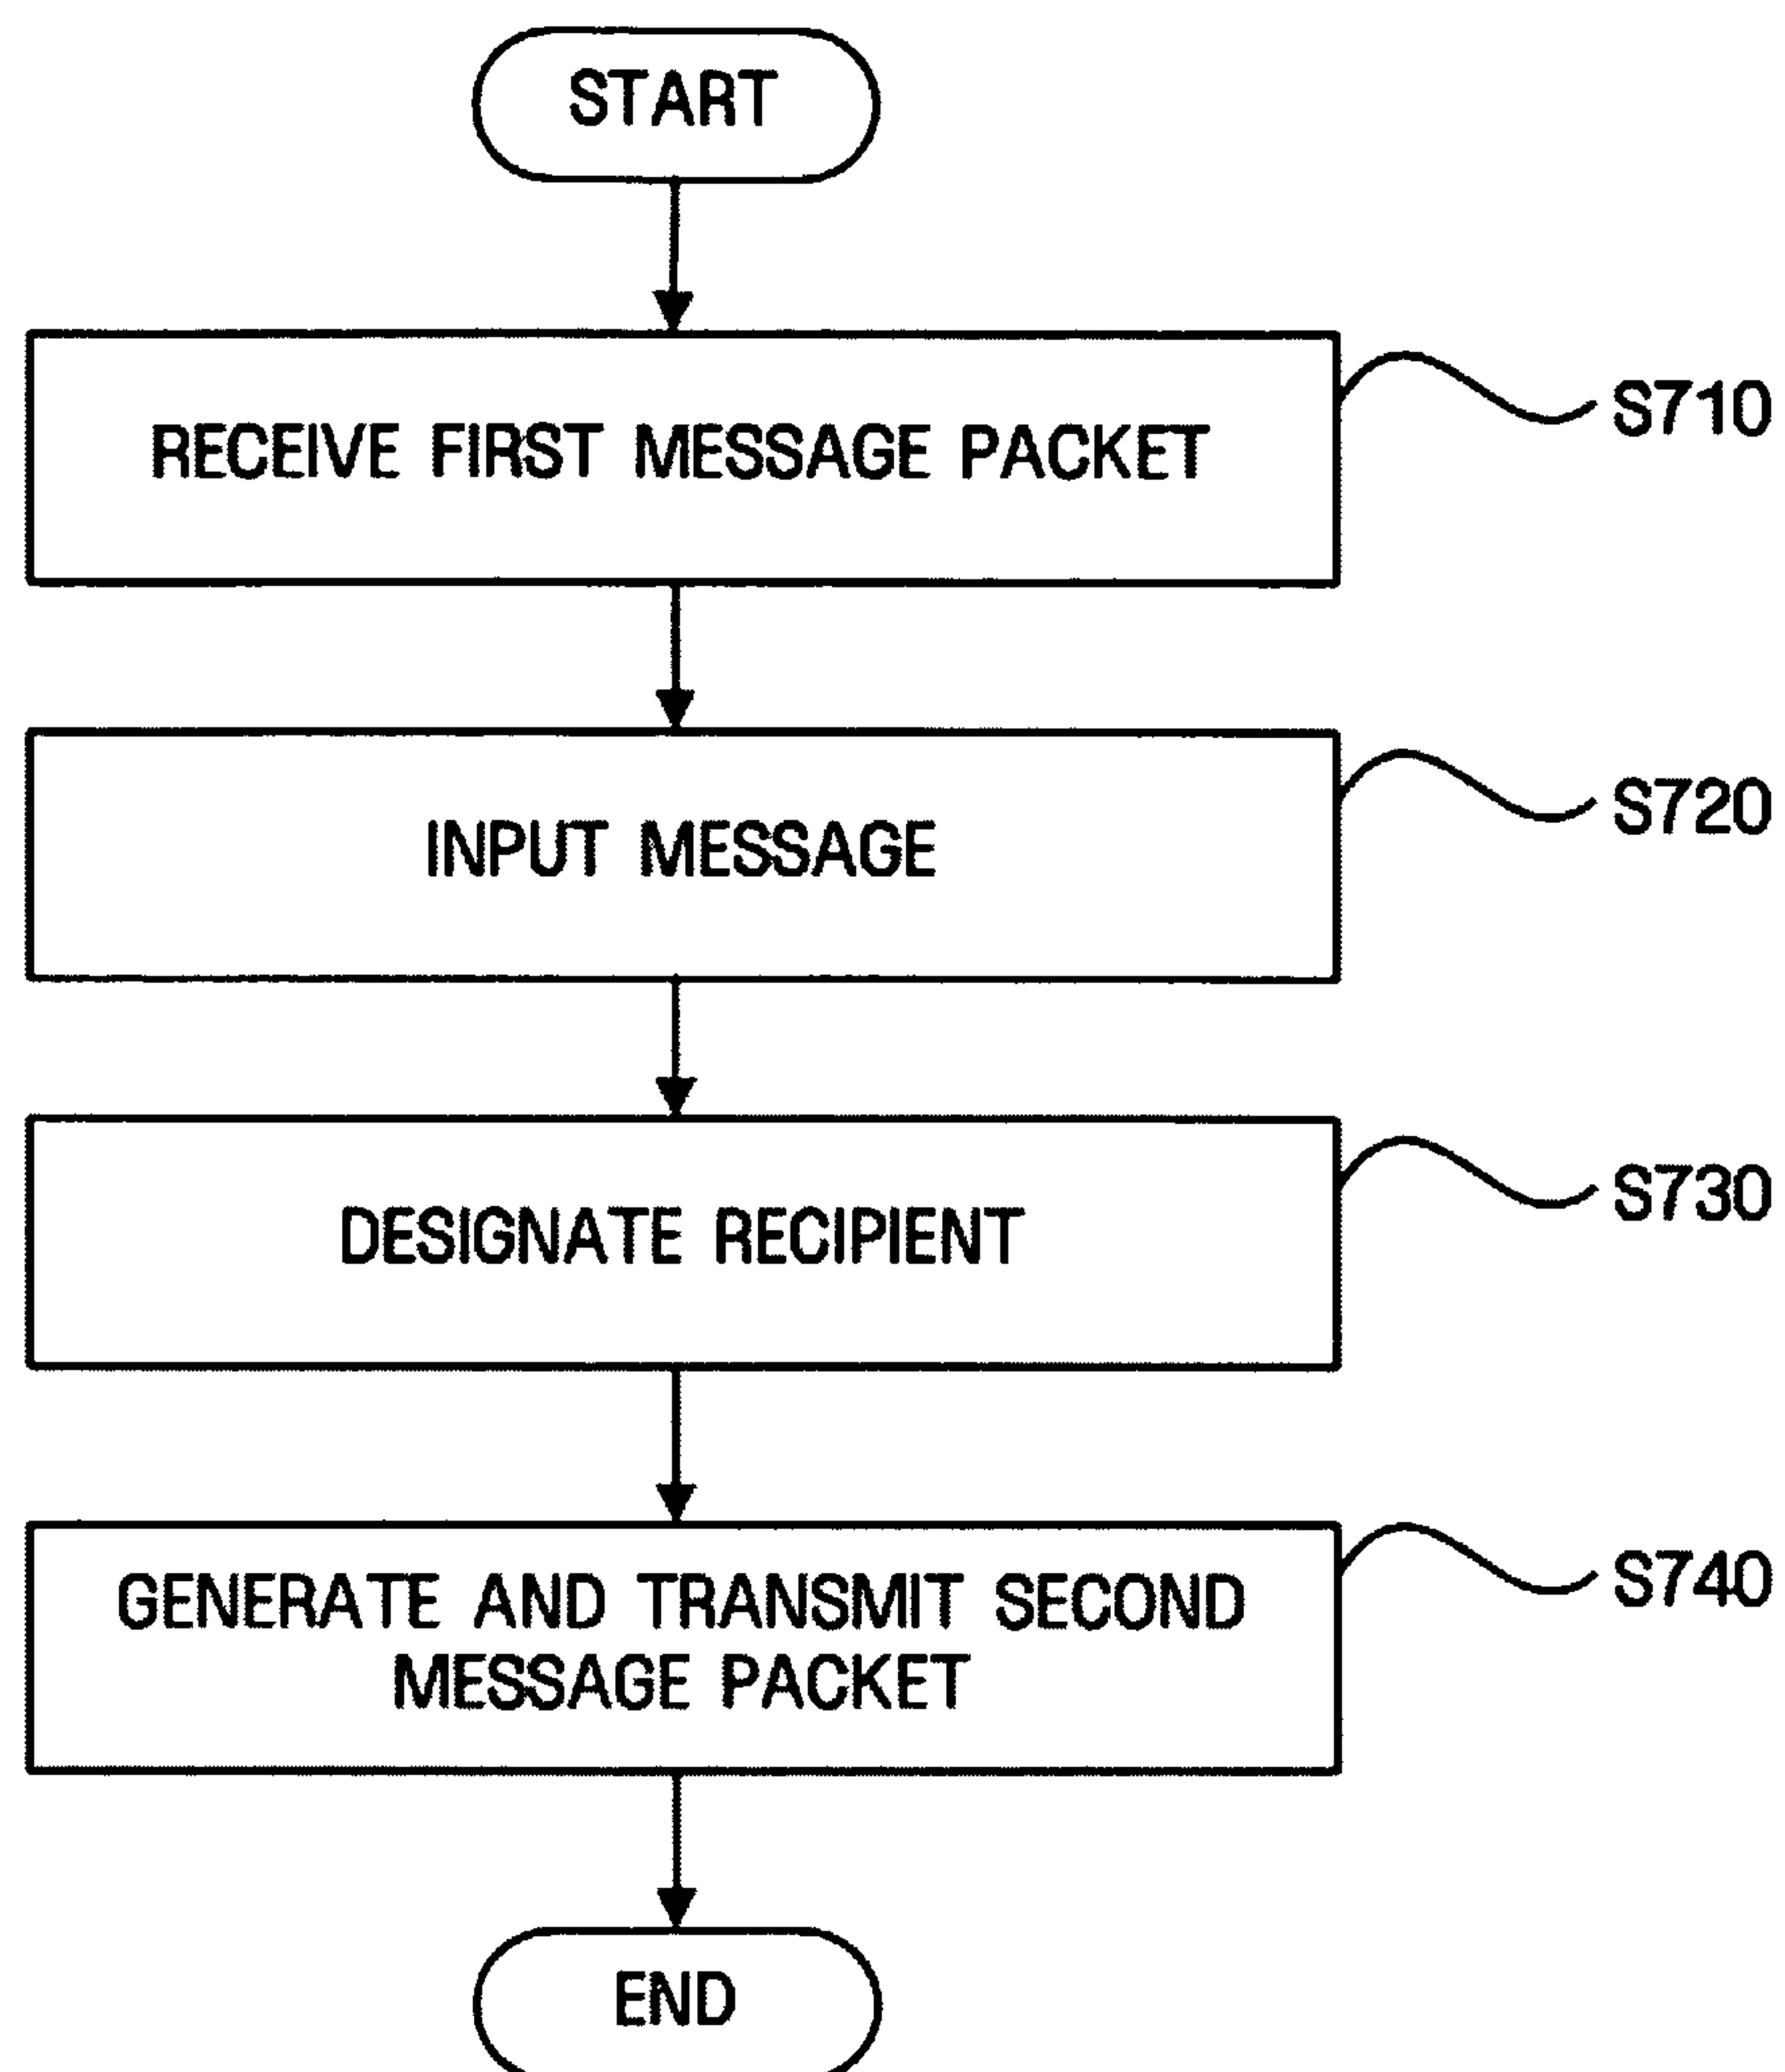 START
RECEIVE FIRST MESSAGE PACKET
S710
INPUT MESSAGE
S720
DESIGNATE RECIPIENT
S730
GENERATE AND TRANSMIT SECOND
MESSAGE PACKET
S740
END